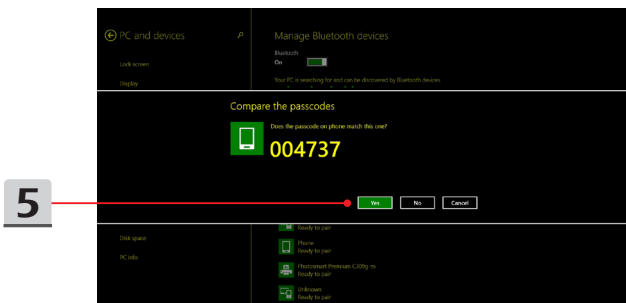 PC and devices
Lock screen
Display
Manage Bluetooth devices
Bluetooth
On
Your PC is searching for and can be discovered by Bluetooth devices
Compare the passcodes
Does the passcode on phone match this one?
004737
5
Yes
No
Cancel
Disk space
PC info
Ready to pair
Phone
Ready to pair
Photosmart Premium C309g-m
Ready to pair
Unknown
Ready to pair